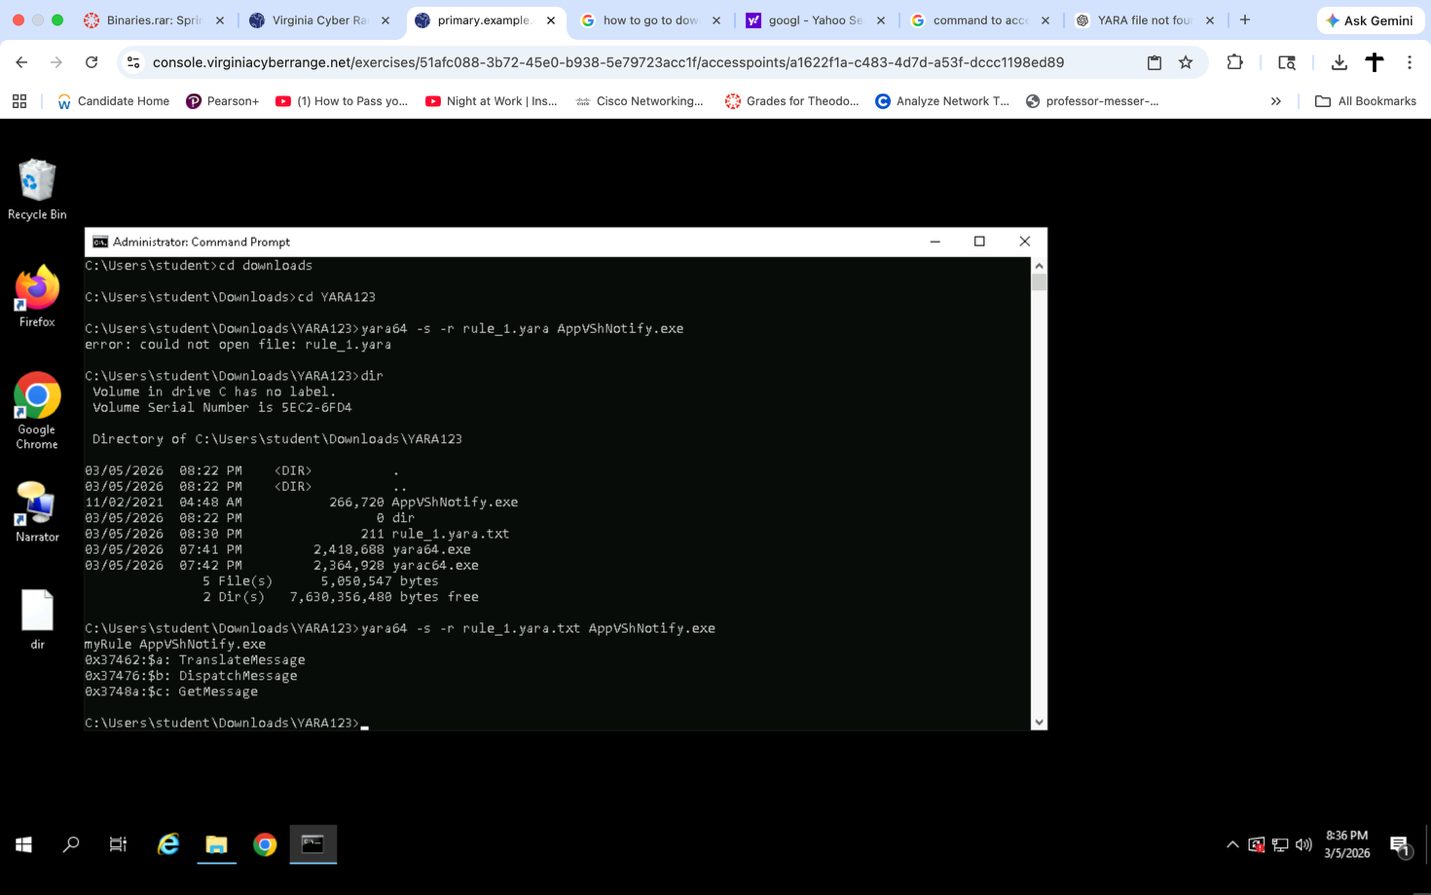 Binaries.rar: Sprin
Virginia Cyber Ra
primary.example.
how to go to dow
googl - Yahoo Se
command to acce
YARA file not foun
Ask Gemini
console.virginiacyberrange.net/exercises/51afc088-3b72-45e0-b938-5e79723acc1f/accesspoints/a1622f1a-c483-4d7d-a53f-dccc1198ed89
Candidate Home
Pearson+
(1) How to Pass yo...
Night at Work | Ins...
Cisco Networking...
Grades for Theodo...
Analyze Network T...
professor-messer-...
All Bookmarks
Recycle Bin
Firefox
Google
Chrome
Narrator
dir
Administrator: Command Prompt
C:\Users\student>cd downloads
C:\Users\student\Downloads>cd YARA123
C:\Users\student\Downloads\YARA123>yara64 -s -r rule_1.yara AppVShNotify.exe
error: could not open file: rule_1.yara
C:\Users\student\Downloads\YARA123>dir
Volume in drive C has no label.
Volume Serial Number is 5EC2-6FD4
Directory of C:\Users\student\Downloads\YARA123
03/05/2026 08:22 PM <DIR> .
03/05/2026 08:22 PM <DIR> ..
11/02/2021 04:48 AM 266,720 AppVShNotify.exe
03/05/2026 08:22 PM 0 dir
03/05/2026 08:30 PM 211 rule_1.yara.txt
03/05/2026 07:41 PM 2,418,688 yara64.exe
03/05/2026 07:42 PM 2,364,928 yarac64.exe
5 File(s) 5,050,547 bytes
2 Dir(s) 7,630,356,480 bytes free
C:\Users\student\Downloads\YARA123>yara64 -s -r rule_1.yara.txt AppVShNotify.exe
myRule AppVShNotify.exe
0x37462:$a: TranslateMessage
0x37476:$b: DispatchMessage
0x3748a:$c: GetMessage
C:\Users\student\Downloads\YARA123>
8:36 PM
3/5/2026
1